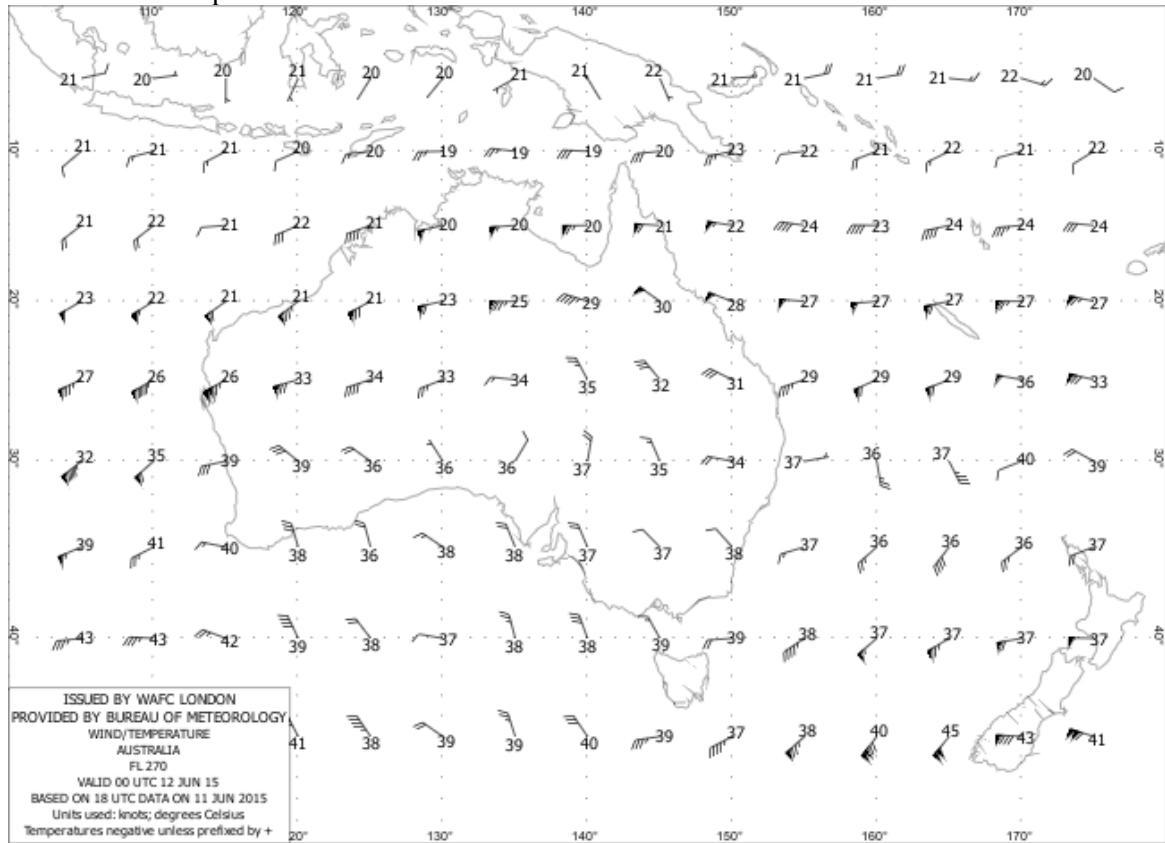 110° 120° 130° 140° 150° 160° 170°
21 20 20 21 20 20 21 21 22 21 21 21 21 22 20
10° 21 21 21 20 20 19 19 19 20 23 22 21 22 21 22 10°
21 22 21 22 21 20 20 20 21 22 24 23 24 24 24
20° 23 22 21 21 21 23 25 29 30 28 27 27 27 27 27 20°
27 26 26 33 34 33 34 35 32 31 29 29 29 36 33
30° 32 35 39 39 36 36 36 37 35 34 37 36 37 40 39 30°
39 41 40 38 36 38 38 37 37 38 37 36 36 36 37
40° 43 43 42 39 38 37 38 38 39 39 38 37 37 37 37 40°
41 38 39 39 40 39 37 38 40 45 43 41
ISSUED BY WAFC LONDON
PROVIDED BY BUREAU OF METEOROLOGY
WIND/TEMPERATURE
AUSTRALIA
FL 270
VALID 00 UTC 12 JUN 15
BASED ON 18 UTC DATA ON 11 JUN 2015
Units used: knots; degrees Celsius
Temperatures negative unless prefixed by +
20° 130° 140° 150° 160° 170°